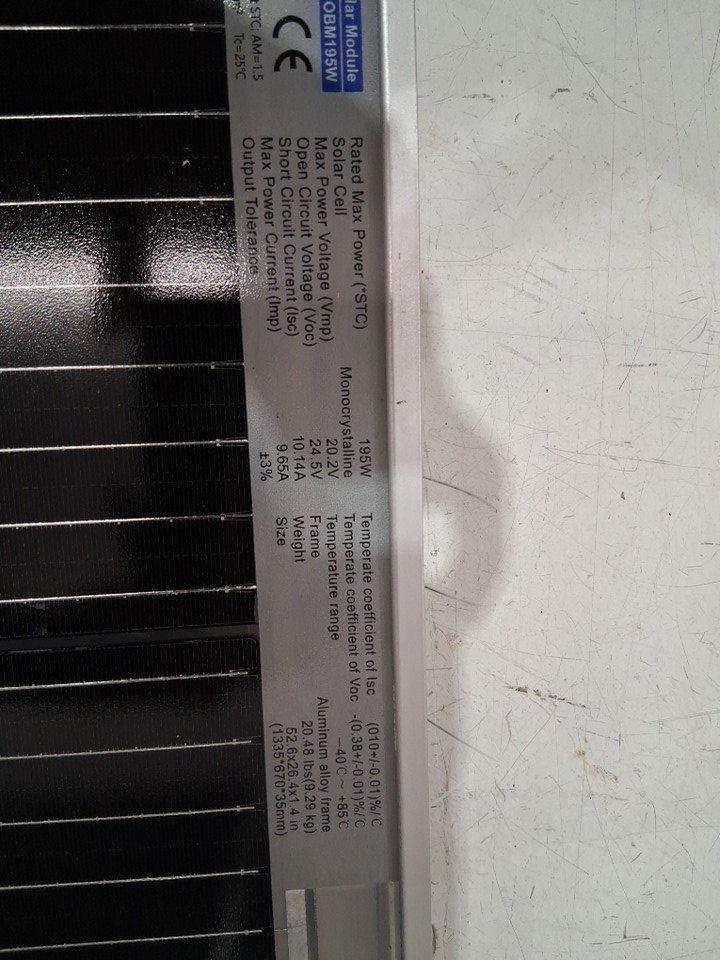 lar Module
OBM195W
CE
STC: AM=1.5
Tc=25℃
Rated Max Power (*STC) 195W
Solar Cell Monocrystalline
Max Power Voltage (Vmp) 20.2V
Open Circuit Voltage (Voc) 24.5V
Short Circuit Current (Isc) 10.14A
Max Power Current (Imp) 9.65A
Output Tolerance ±3%
Temperate coefficient of Isc (010+/-0.01)%/℃
Temperate coefficient of Voc -(0.38+/-0.01)%/℃
Temperature range -40℃ ~ +85℃
Frame Aluminum alloy frame
Weight 20.48 lbs(9.29 kg)
Size 52.6x26.4x1.4 in
(1335*670*35mm)